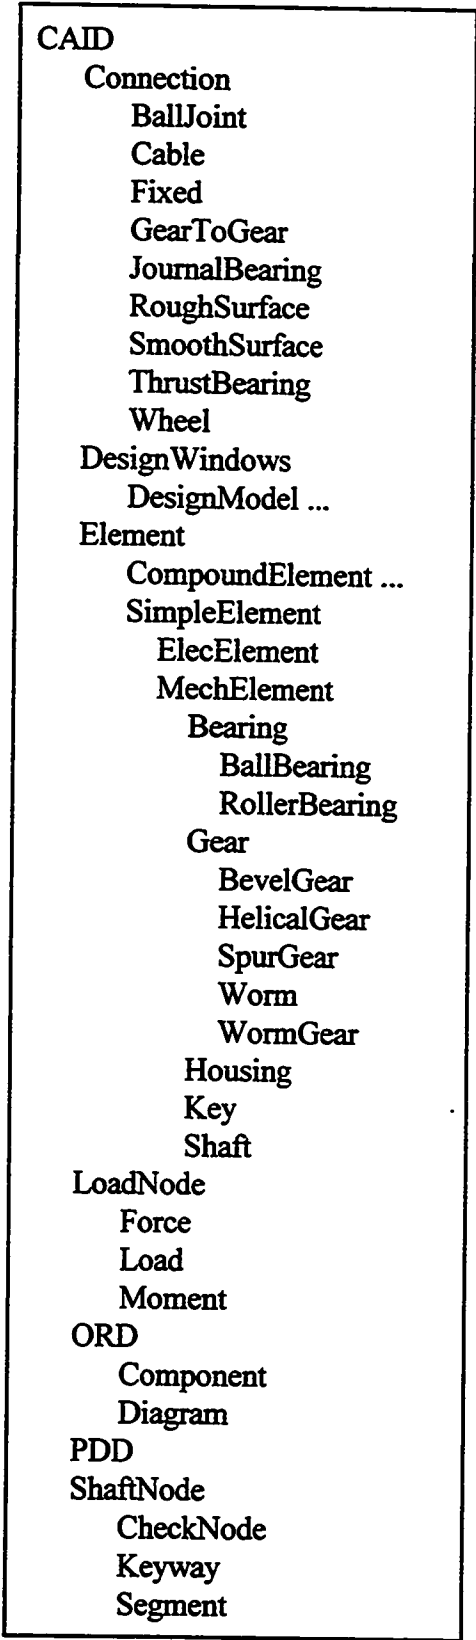 CAID
Connection
BallJoint
Cable
Fixed
GearToGear
JournalBearing
RoughSurface
SmoothSurface
ThrustBearing
Wheel
DesignWindows
DesignModel ...
Element
CompoundElement ...
SimpleElement
ElecElement
MechElement
Bearing
BallBearing
RollerBearing
Gear
BevelGear
HelicalGear
SpurGear
Worm
WormGear
Housing
Key
Shaft
LoadNode
Force
Load
Moment
ORD
Component
Diagram
PDD
ShaftNode
CheckNode
Keyway
Segment